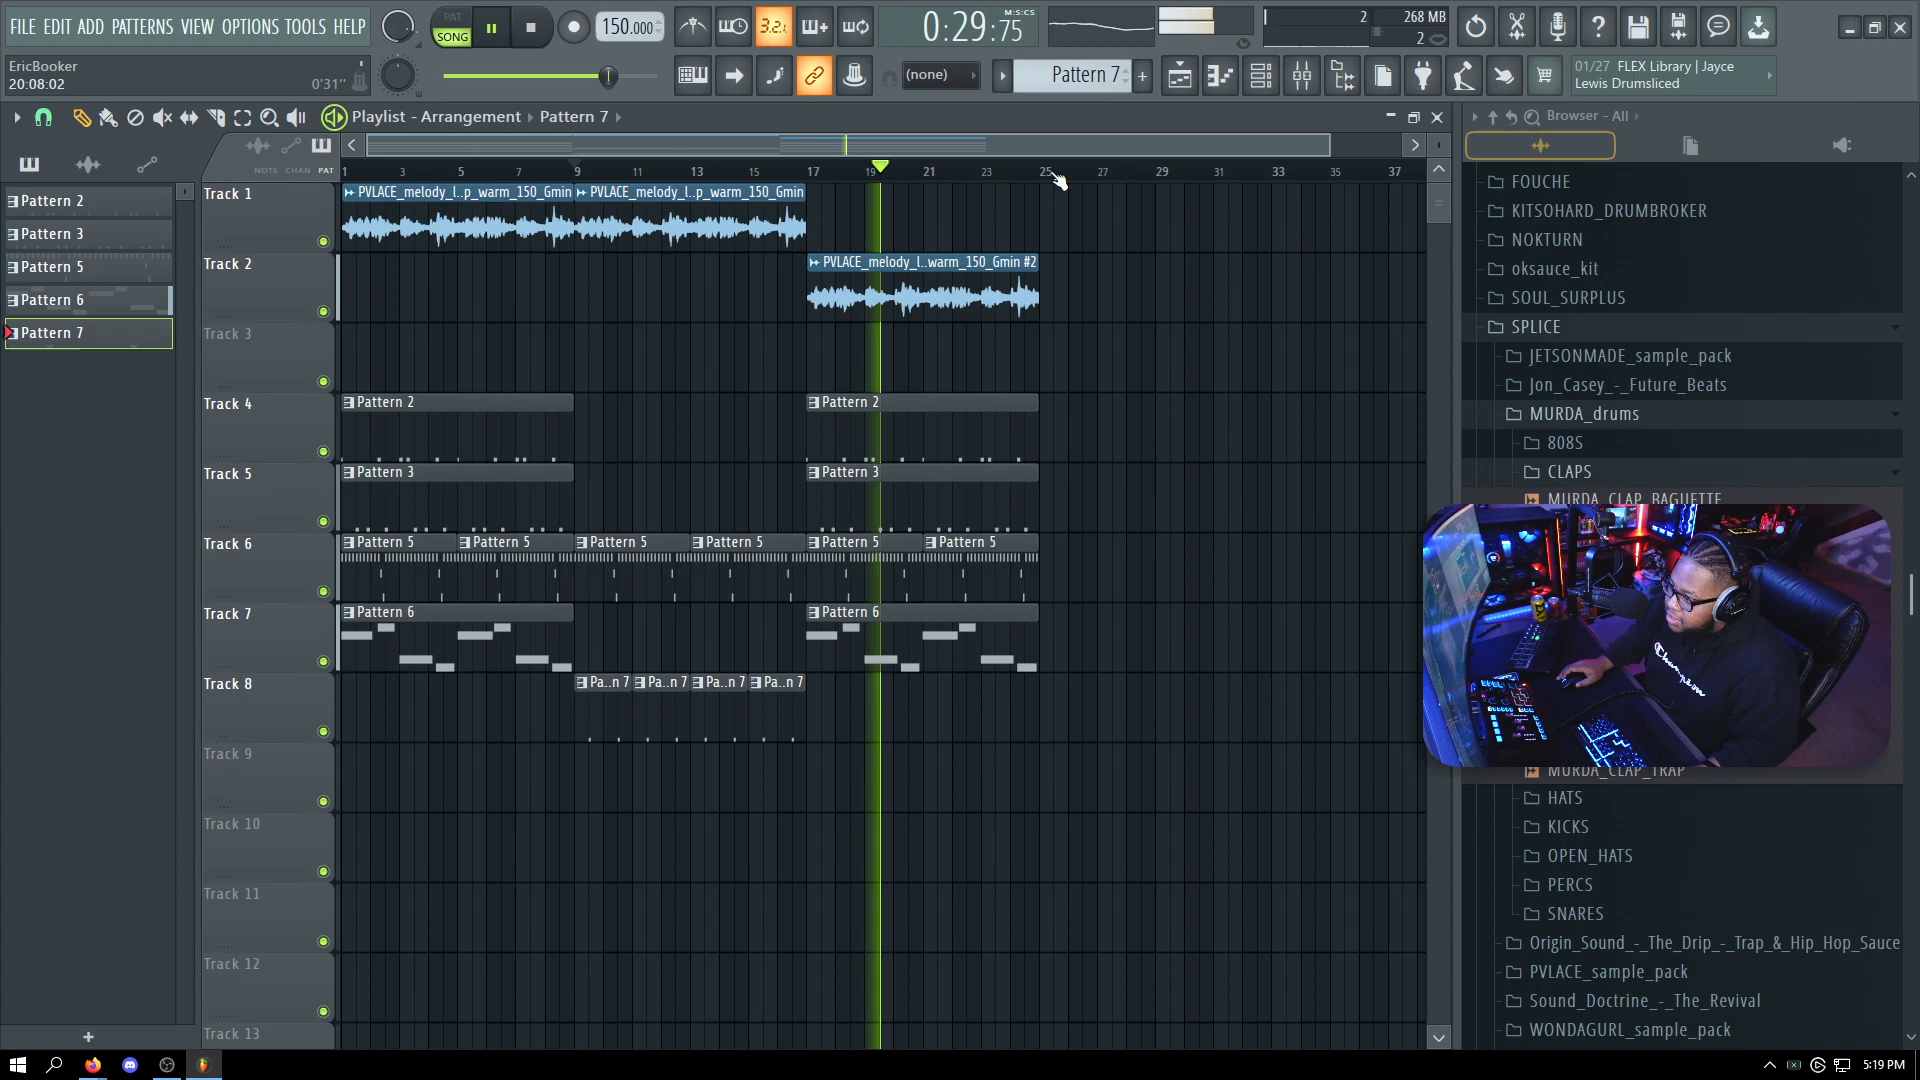 FILE EDIT ADD PATTERNS VIEW OPTIONS TOOLS HELP
PAT
SONG
150.000
3.2.
0:29:75
M:S:CS
2
268 MB
2
EricBooker
20:08:02
0'31"
(none)
Pattern 7
+
01/27 FLEX Library | Jayce
Lewis Drumsliced
Playlist - Arrangement › Pattern 7 ›
Browser - All
NOTE CHAN PAT
1 3 5 7 9 11 13 15 17 19 21 23 25 27 29 31 33 35 37
Pattern 2
Pattern 3
Pattern 5
Pattern 6
Pattern 7
+
Track 1
PVLACE_melody_l..p_warm_150_Gmin
PVLACE_melody_l..p_warm_150_Gmin
Track 2
PVLACE_melody_l..warm_150_Gmin #2
Track 3
Track 4
Pattern 2
Pattern 2
Track 5
Pattern 3
Pattern 3
Track 6
Pattern 5
Pattern 5
Pattern 5
Pattern 5
Pattern 5
Pattern 5
Track 7
Pattern 6
Pattern 6
Track 8
Pa..n 7
Pa..n 7
Pa..n 7
Pa..n 7
Track 9
Track 10
Track 11
Track 12
Track 13
FOUCHE
KITSOHARD_DRUMBROKER
NOKTURN
oksauce_kit
SOUL_SURPLUS
SPLICE
JETSONMADE_sample_pack
Jon_Casey_-_Future_Beats
MURDA_drums
808S
CLAPS
MURDA_CLAP_BAGUETTE
Champion
MURDA_CLAP_TRAP
HATS
KICKS
OPEN_HATS
PERCS
SNARES
Origin_Sound_-_The_Drip_-_Trap_&_Hip_Hop_Sauce
PVLACE_sample_pack
Sound_Doctrine_-_The_Revival
WONDAGURL_sample_pack
5:19 PM